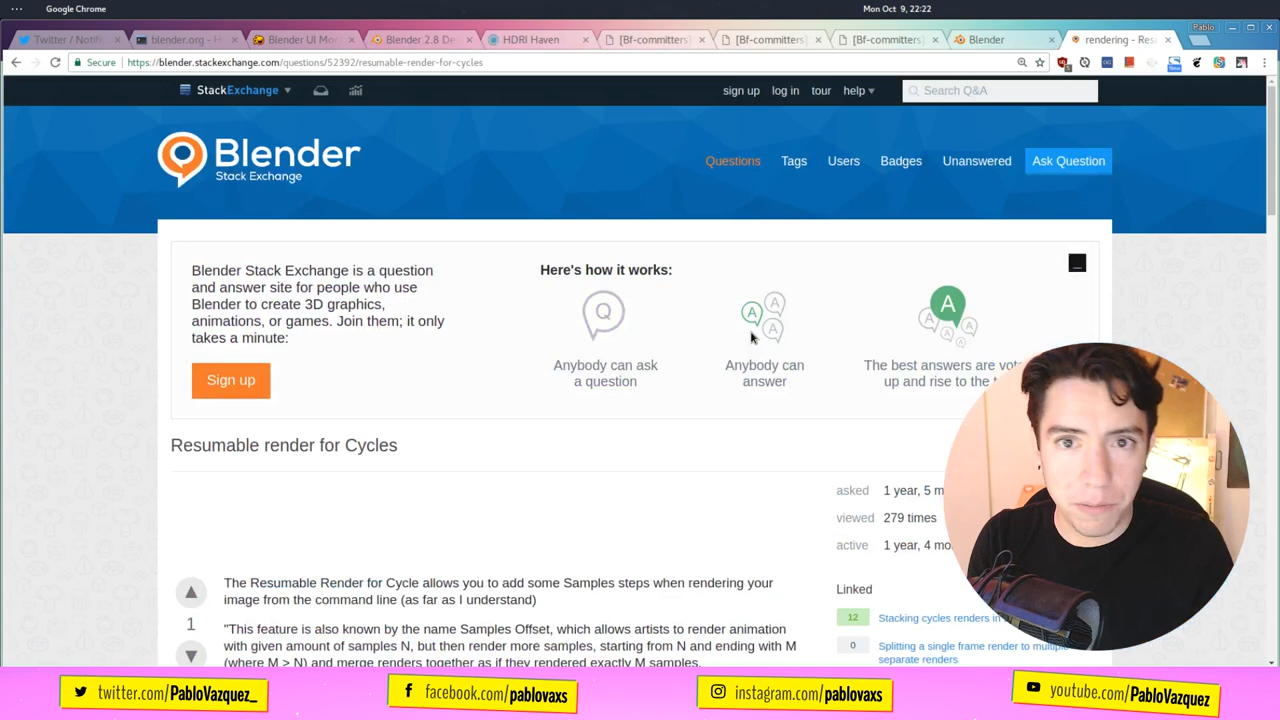 Google Chrome
Mon Oct 9, 22:22
Twitter / Notifi
blender.org - H
Blender UI Moc
Blender 2.8 De
HDRI Haven
[Bf-committers]
[Bf-committers]
[Bf-committers]
Blender
rendering - Res
Pablo
Secure
https://blender.stackexchange.com/questions/52392/resumable-render-for-cycles
StackExchange
sign up
log in
tour
help
Search Q&A
Blender
Stack Exchange
Questions
Tags
Users
Badges
Unanswered
Ask Question
Blender Stack Exchange is a question
and answer site for people who use
Blender to create 3D graphics,
animations, or games. Join them; it only
takes a minute:
Sign up
Here's how it works:
Q
A
A
A
A
A
A
A
Anybody can ask
a question
Anybody can
answer
The best answers are vot
up and rise to the t
Resumable render for Cycles
asked 1 year, 5 m
viewed 279 times
active 1 year, 4 mo
The Resumable Render for Cycle allows you to add some Samples steps when rendering your
image from the command line (as far as I understand)
1
"This feature is also known by the name Samples Offset, which allows artists to render animation
with given amount of samples N, but then render more samples, starting from N and ending with M
(where M > N) and merge renders together as if they rendered exactly M samples.
Linked
12 Stacking cycles renders in
0 Splitting a single frame render to multiple
separate renders
twitter.com/PabloVazquez_
facebook.com/pablovaxs
instagram.com/pablovaxs
youtube.com/PabloVazquez